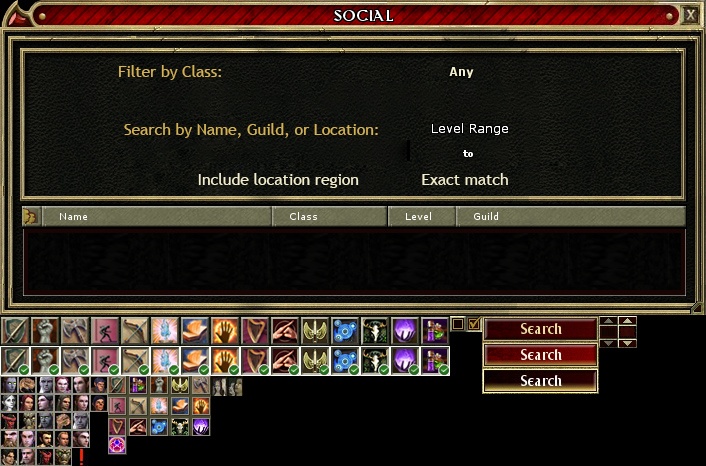 SOCIAL
X
Filter by Class:
Any
Search by Name, Guild, or Location:
Level Range
to
Include location region
Exact match
Name
Class
Level
Guild
Search
Search
Search